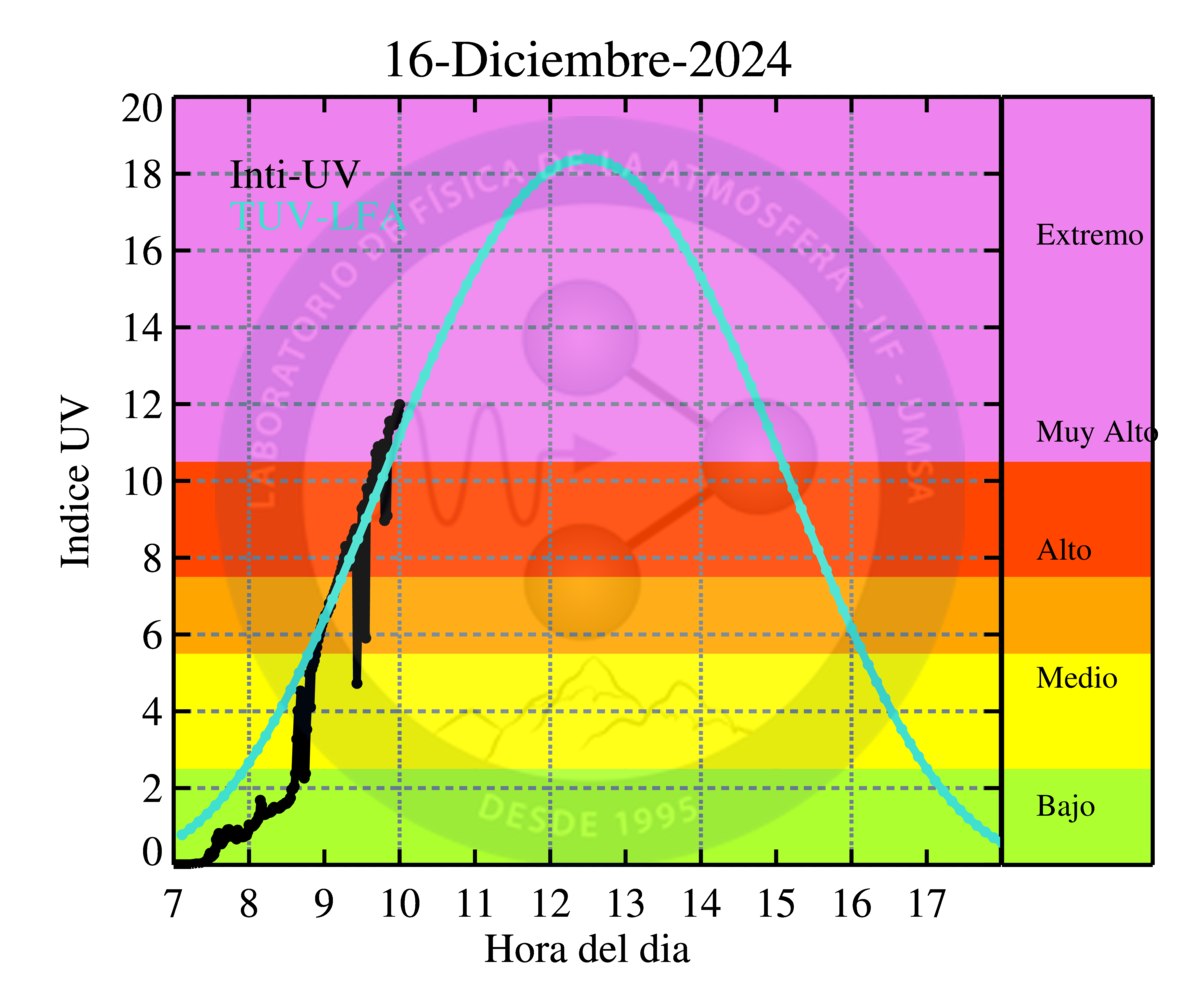 16-Diciembre-2024
20
18
16
14
12
10
8
6
4
2
0
Indice UV
Inti-UV
TUV-LFA
LABORATORIO DE FÍSICA DE LA ATMÓSFERA - IIF - UMSA
DESDE 1995
Extremo
Muy Alto
Alto
Medio
Bajo
7 8 9 10 11 12 13 14 15 16 17
Hora del dia